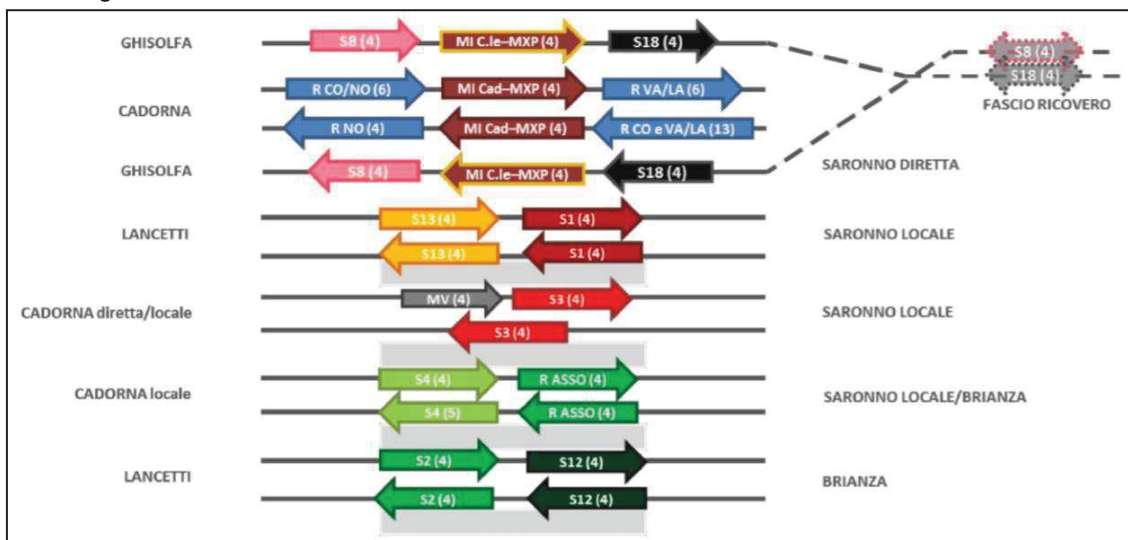 GHISOLFA S8 (4) MI C.le–MXP (4) S18 (4) S8 (4)
S18 (4)
FASCIO RICOVERO
R CO/NO (6) MI Cad–MXP (4) R VA/LA (6)
CADORNA
R NO (4) MI Cad–MXP (4) R CO e VA/LA (13)
GHISOLFA S8 (4) MI C.le–MXP (4) S18 (4) SARONNO DIRETTA
S13 (4) S1 (4)
LANCETTI SARONNO LOCALE
S13 (4) S1 (4)
MV (4) S3 (4)
CADORNA diretta/locale SARONNO LOCALE
S3 (4)
S4 (4) R ASSO (4)
CADORNA locale SARONNO LOCALE/BRIANZA
S4 (5) R ASSO (4)
S2 (4) S12 (4)
LANCETTI BRIANZA
S2 (4) S12 (4)